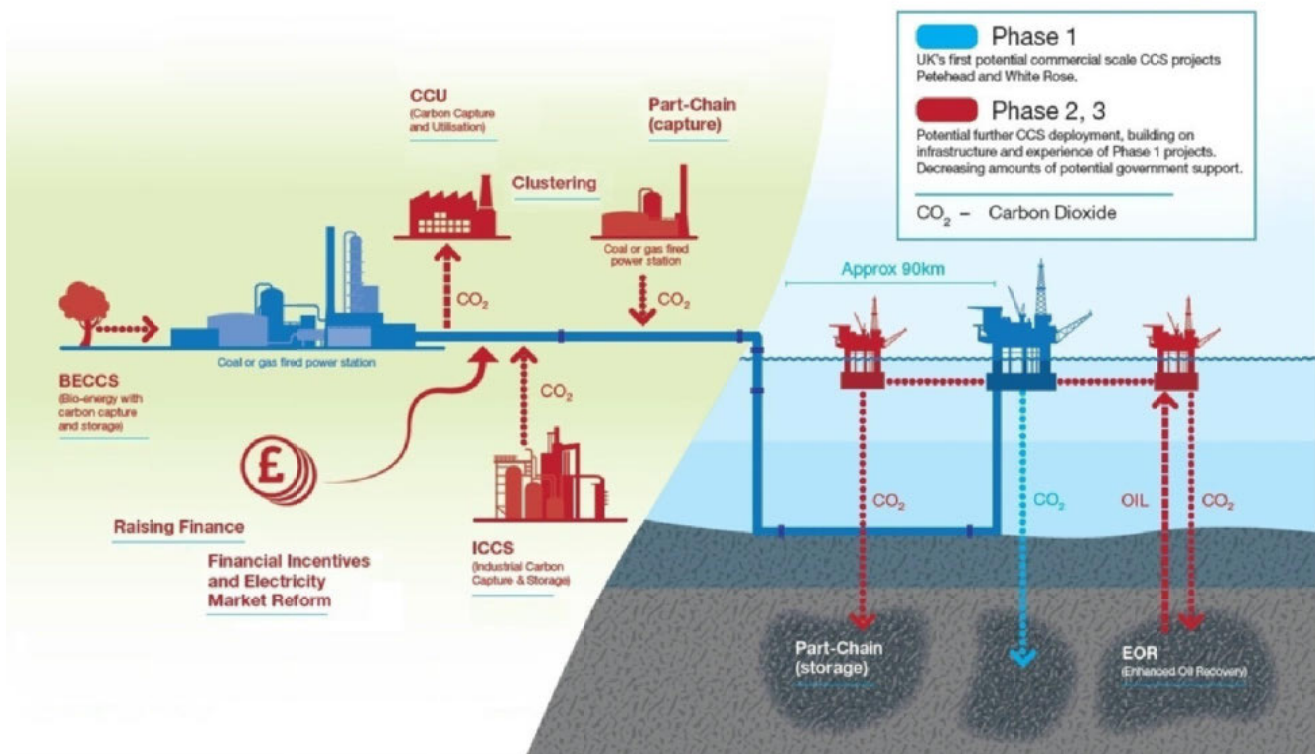 Phase 1
UK's first potential commercial scale CCS projects
Petehead and White Rose.
Phase 2, 3
Potential further CCS deployment, building on
infrastructure and experience of Phase 1 projects.
Decreasing amounts of potential government support.
CO₂ – Carbon Dioxide
CCU
(Carbon Capture
and Utilisation)
Part-Chain
(capture)
Clustering
Coal or gas fired
power station
CO₂
CO₂
Approx 90km
Coal or gas fired power station
BECCS
(Bio-energy with
carbon capture
and storage)
CO₂
£
Raising Finance
Financial Incentives
and Electricity
Market Reform
ICCS
(Industrial Carbon
Capture & Storage)
CO₂
CO₂
OIL
CO₂
Part-Chain
(storage)
EOR
(Enhanced Oil Recovery)